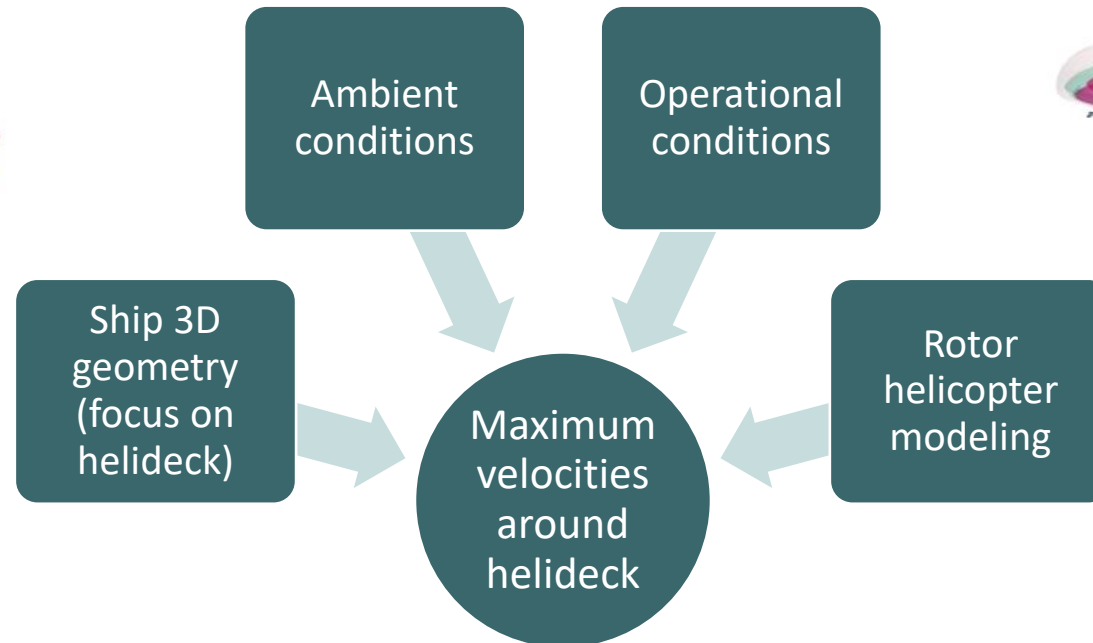 Ambient
conditions
Operational
conditions
Ship 3D
geometry
(focus on
helideck)
Rotor
helicopter
modeling
Maximum
velocities
around
helideck